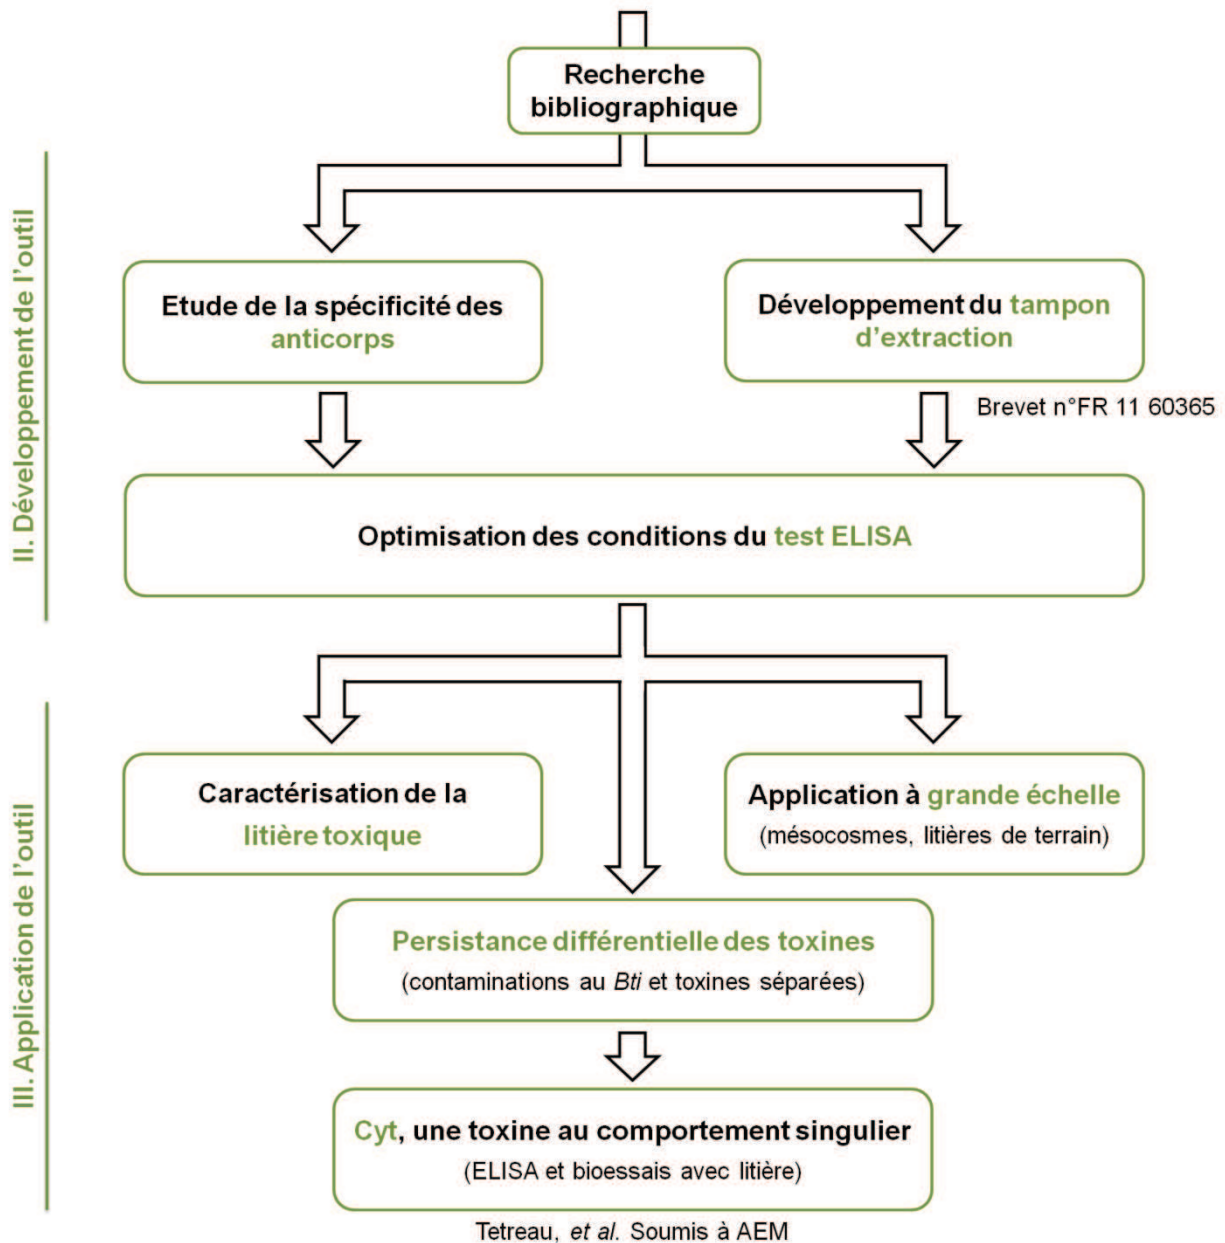 Recherche
bibliographique
II. Développement de l'outil
Etude de la spécificité des
anticorps
Développement du tampon
d'extraction
Brevet n°FR 11 60365
Optimisation des conditions du test ELISA
III. Application de l'outil
Caractérisation de la
litière toxique
Application à grande échelle
(mésocosmes, litières de terrain)
Persistance différentielle des toxines
(contaminations au Bti et toxines séparées)
Cyt, une toxine au comportement singulier
(ELISA et bioessais avec litière)
Tetreau, et al. Soumis à AEM